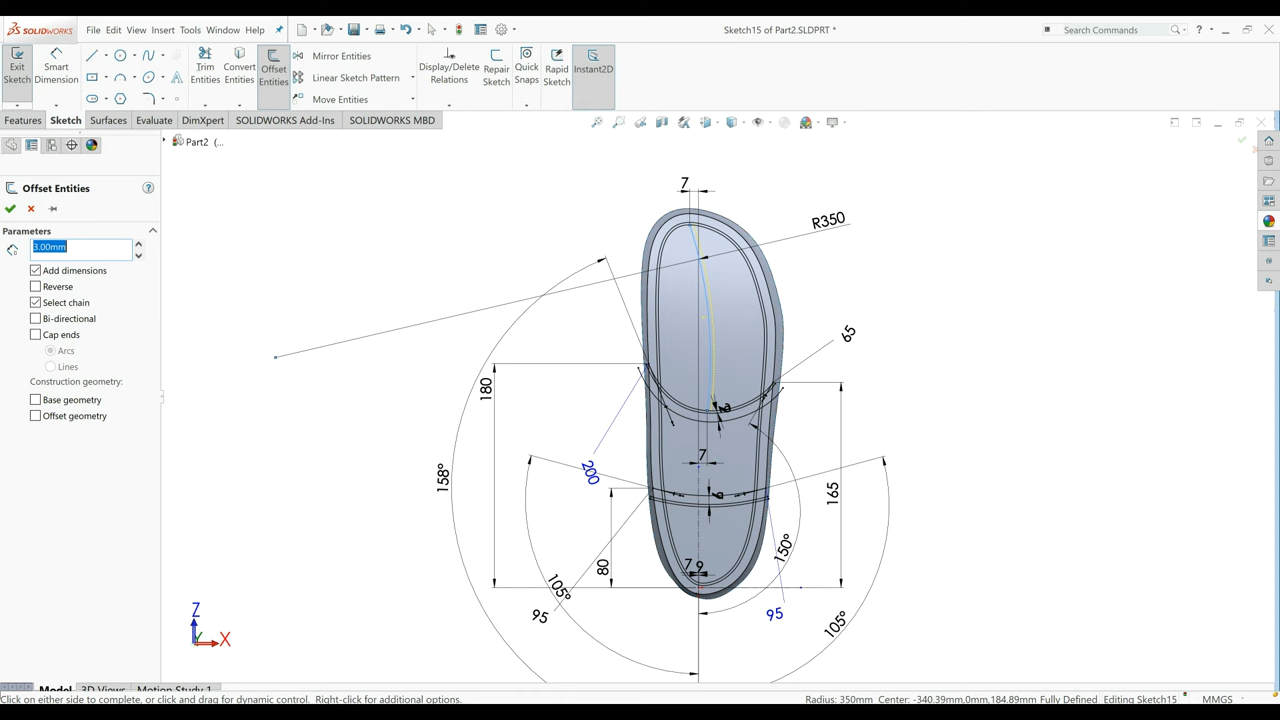 SOLIDWORKS File Edit View Insert Tools Window Help Sketch15 of Part2.SLDPRT * Search Commands
Exit Sketch Smart Dimension Trim Entities Convert Entities Offset Entities Mirror Entities Linear Sketch Pattern Move Entities Display/Delete Relations Repair Sketch Quick Snaps Rapid Sketch Instant2D
Features Sketch Surfaces Evaluate DimXpert SOLIDWORKS Add-Ins SOLIDWORKS MBD
Part2 (...
Offset Entities
Parameters
3.00mm
Add dimensions
Reverse
Select chain
Bi-directional
Cap ends
Arcs
Lines
Construction geometry:
Base geometry
Offset geometry
7
R350
65
180
200
7
158°
6
165
80
7
9
150°
105°
95
95
105°
Z
Y
X
Model 3D Views Motion Study 1
Click on either side to complete, or click and drag for dynamic control. Right-click for additional options. Radius: 350mm Center: -340.39mm,0mm,184.89mm Fully Defined Editing Sketch15 MMGS